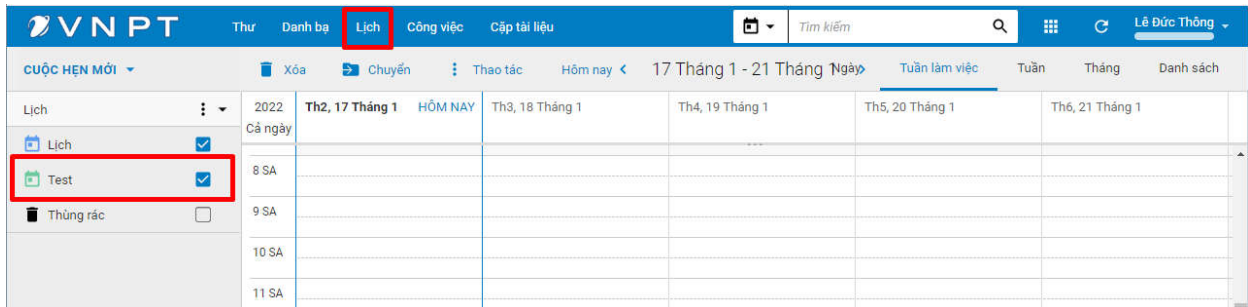 VNPT Thư Danh bạ Lịch Công việc Cặp tài liệu Tìm kiếm Lê Đức Thông
CUỘC HẸN MỚI Xóa Chuyển Thao tác Hôm nay 17 Tháng 1 - 21 Tháng 1 Ngày Tuần làm việc Tuần Tháng Danh sách
Lịch 2022 Th2, 17 Tháng 1 HÔM NAY Th3, 18 Tháng 1 Th4, 19 Tháng 1 Th5, 20 Tháng 1 Th6, 21 Tháng 1
Cả ngày
Lịch
8 SA
Test
9 SA
Thùng rác
10 SA
11 SA